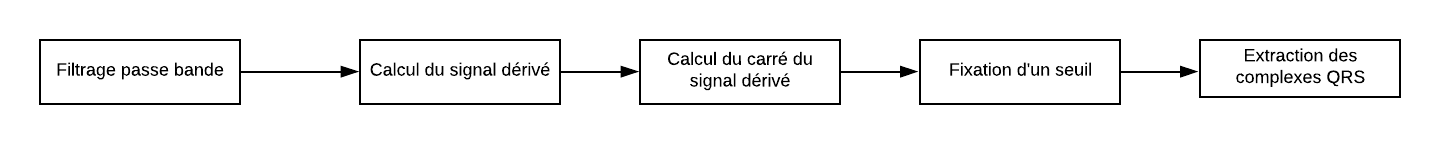 Filtrage passe bande
Calcul du signal dérivé
Calcul du carré du
signal dérivé
Fixation d'un seuil
Extraction des
complexes QRS